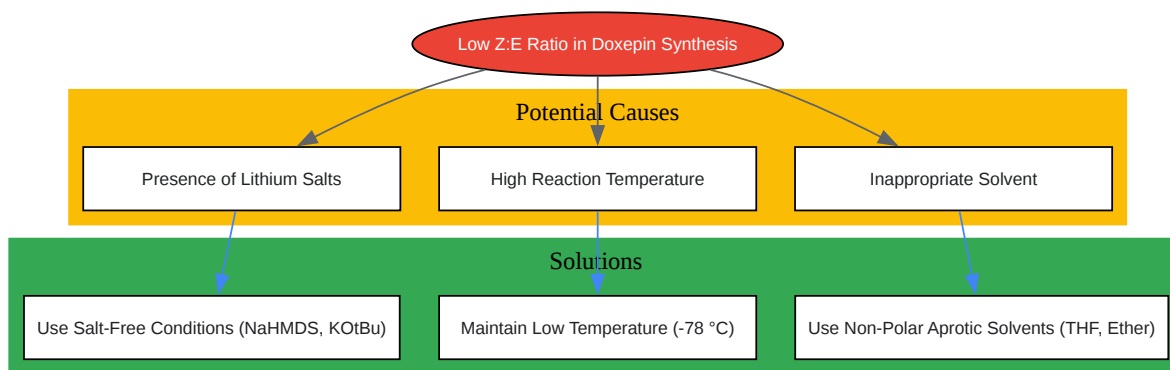 Low Z:E Ratio in Doxepin Synthesis
Potential Causes
Presence of Lithium Salts
High Reaction Temperature
Inappropriate Solvent
Solutions
Use Salt-Free Conditions (NaHMDS, KOtBu)
Maintain Low Temperature (-78 °C)
Use Non-Polar Aprotic Solvents (THF, Ether)